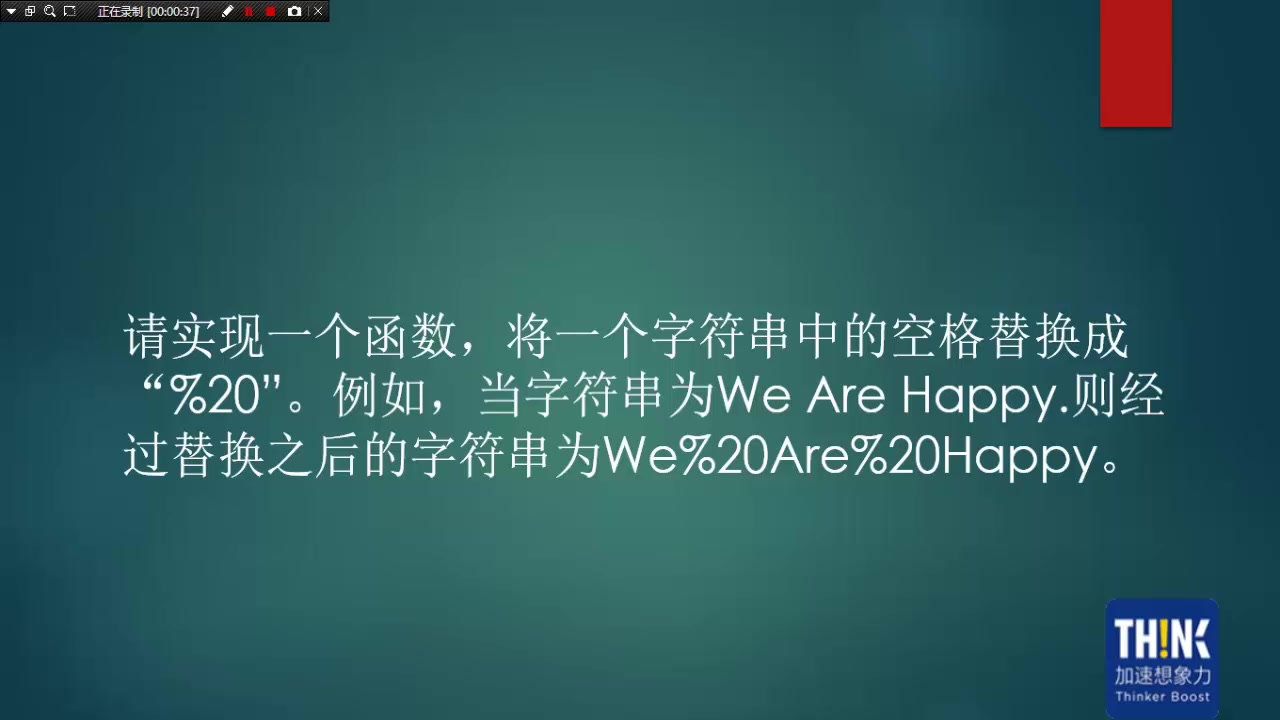 正在录制 [00:00:37]
请实现一个函数，将一个字符串中的空格替换成
“%20”。例如，当字符串为We Are Happy.则经
过替换之后的字符串为We%20Are%20Happy。
TH!NK
加速想象力
Thinker Boost